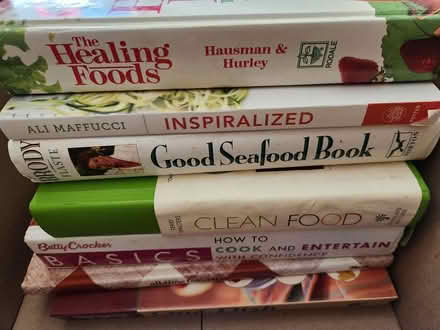 The
Healing
Foods
Hausman &
Hurley
RODALE
ALI MAFFUCCI INSPIRALIZED
BRODY
Good Seafood Book
CLEAN FOOD
Betty Crocker
BASICS
HOW TO
COOK AND ENTERTAIN
WITH CONFIDENCE